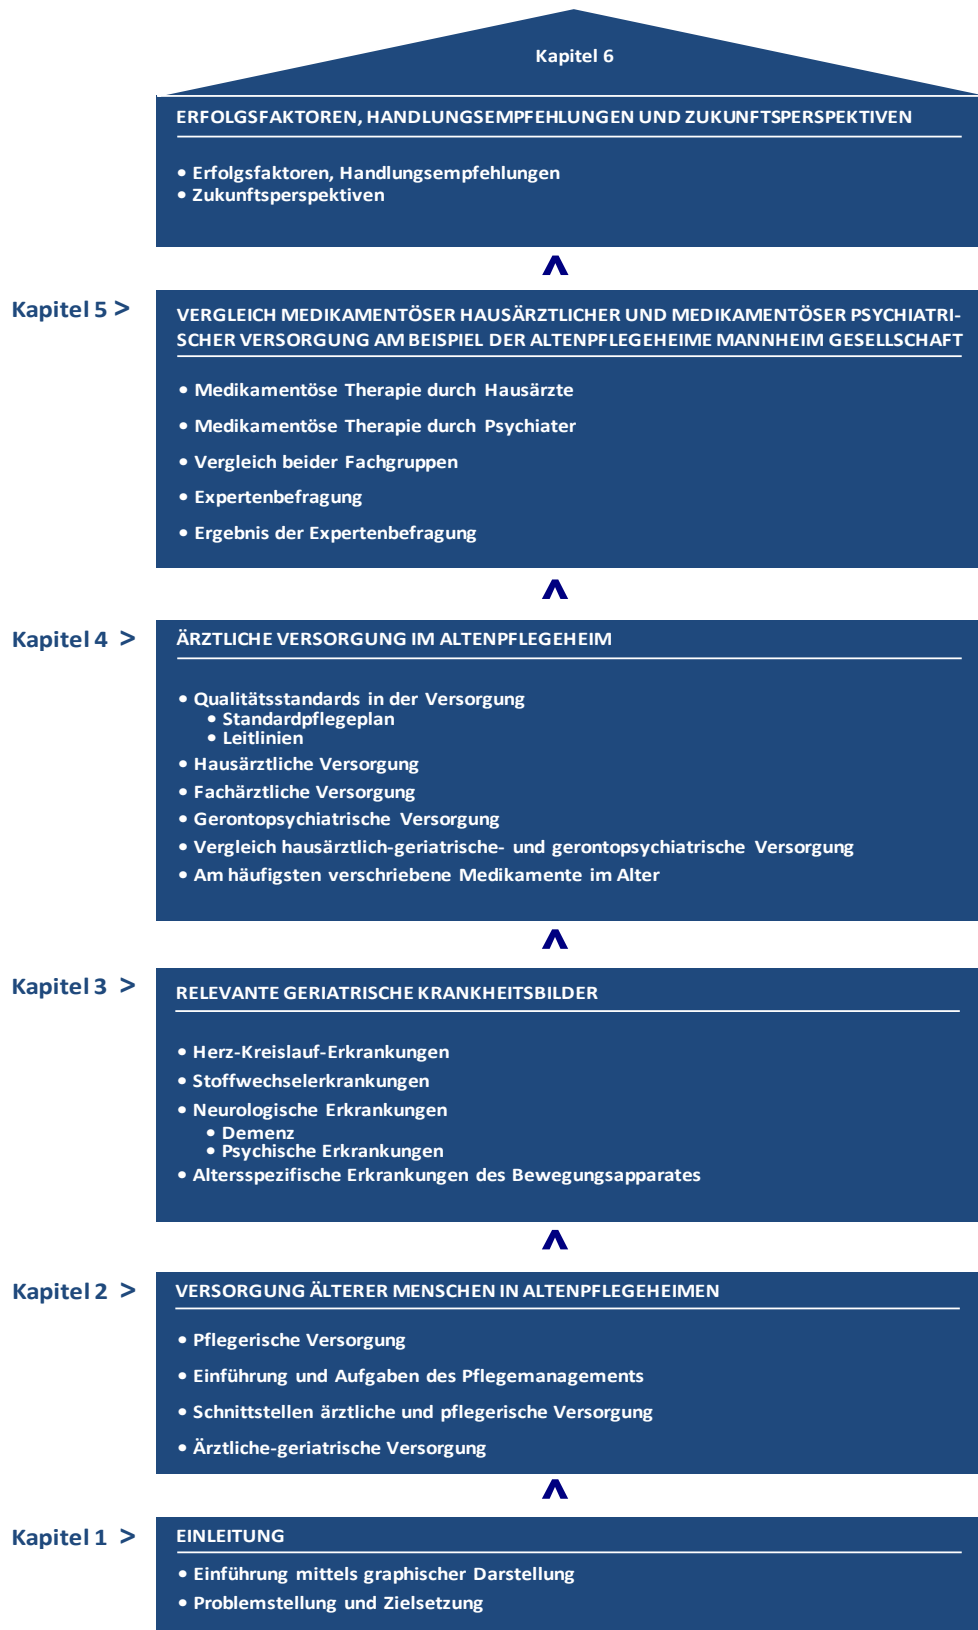 Kapitel 6
ERFOLGSFAKTOREN, HANDLUNGSEMPFEHLUNGEN UND ZUKUNFTSPERSPEKTIVEN
• Erfolgsfaktoren, Handlungsempfehlungen
• Zukunftsperspektiven
^
Kapitel 5 >
VERGLEICH MEDIKAMENTÖSER HAUSÄRZTLICHER UND MEDIKAMENTÖSER PSYCHIATRI-
SCHER VERSORGUNG AM BEISPIEL DER ALTENPFLEGEHEIME MANNHEIM GESELLSCHAFT
• Medikamentöse Therapie durch Hausärzte
• Medikamentöse Therapie durch Psychiater
• Vergleich beider Fachgruppen
• Expertenbefragung
• Ergebnis der Expertenbefragung
^
Kapitel 4 >
ÄRZTLICHE VERSORGUNG IM ALTENPFLEGEHEIM
• Qualitätsstandards in der Versorgung
• Standardpflegeplan
• Leitlinien
• Hausärztliche Versorgung
• Fachärztliche Versorgung
• Gerontopsychiatrische Versorgung
• Vergleich hausärztlich-geriatrische- und gerontopsychiatrische Versorgung
• Am häufigsten verschriebene Medikamente im Alter
^
Kapitel 3 >
RELEVANTE GERIATRISCHE KRANKHEITSBILDER
• Herz-Kreislauf-Erkrankungen
• Stoffwechselerkrankungen
• Neurologische Erkrankungen
• Demenz
• Psychische Erkrankungen
• Altersspezifische Erkrankungen des Bewegungsapparates
^
Kapitel 2 >
VERSORGUNG ÄLTERER MENSCHEN IN ALTENPFLEGEHEIMEN
• Pflegerische Versorgung
• Einführung und Aufgaben des Pflegemanagements
• Schnittstellen ärztliche und pflegerische Versorgung
• Ärztliche-geriatrische Versorgung
^
Kapitel 1 >
EINLEITUNG
• Einführung mittels graphischer Darstellung
• Problemstellung und Zielsetzung